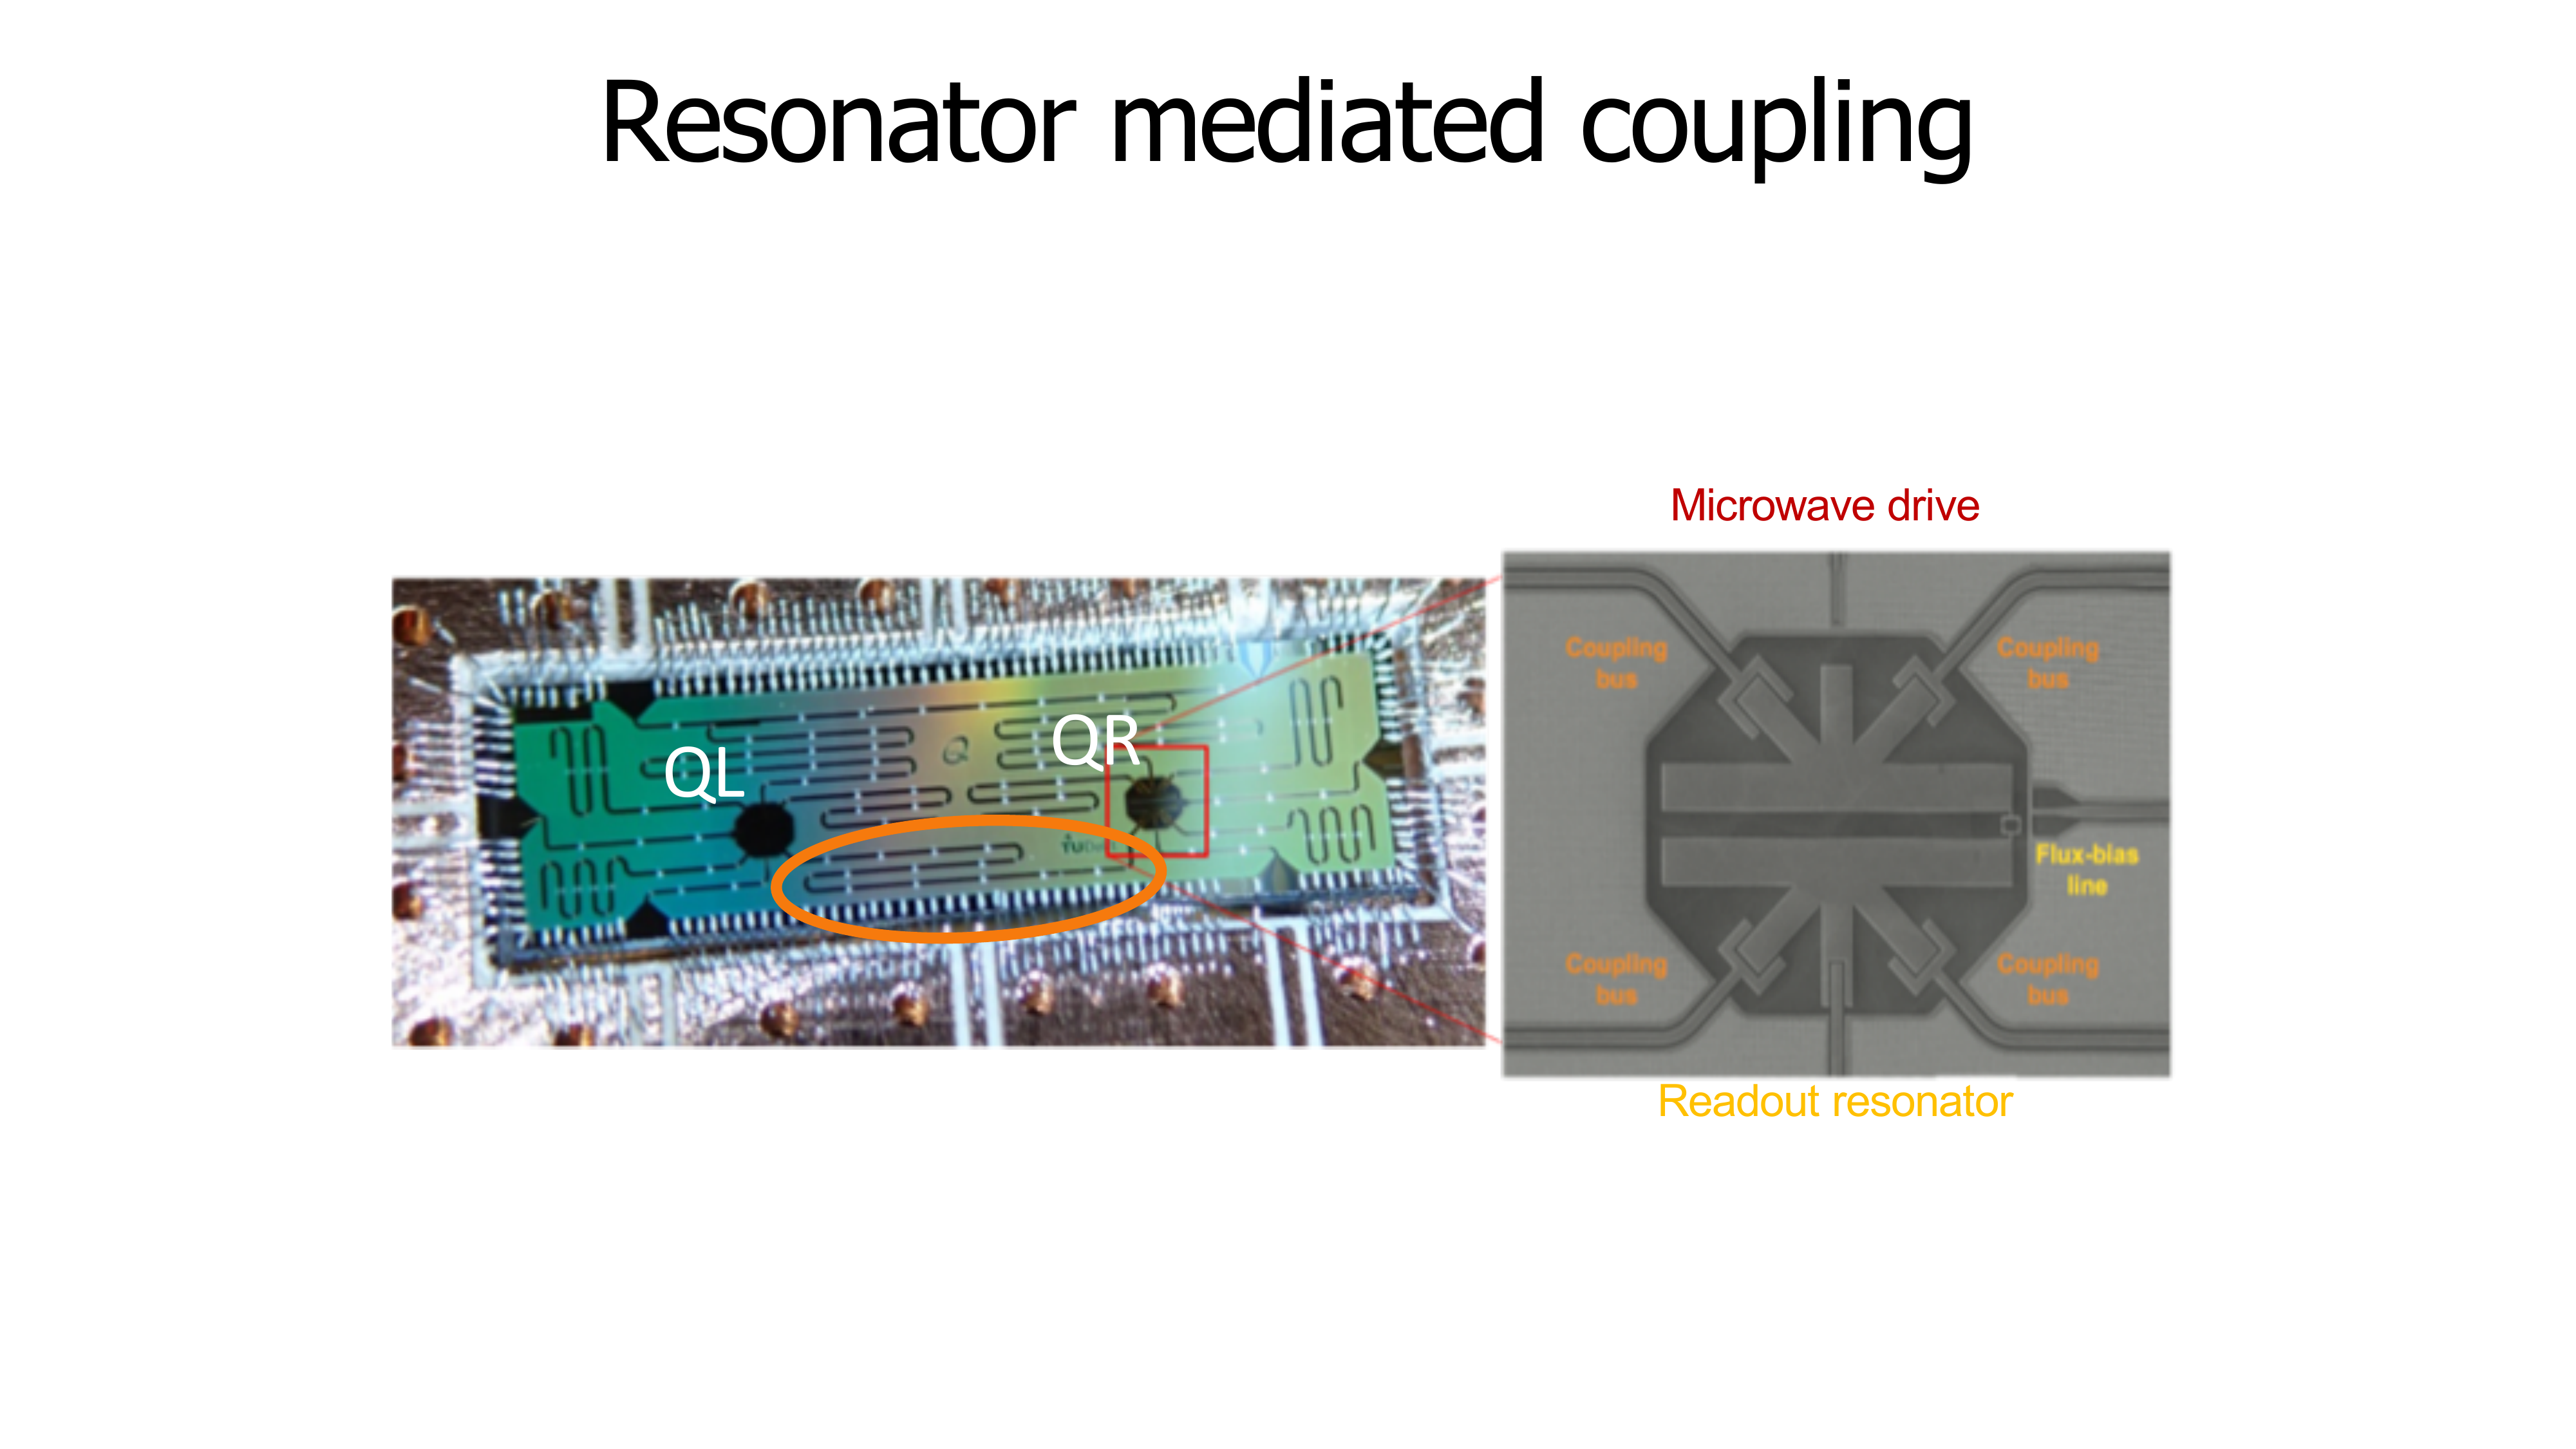 Resonator mediated coupling
Microwave drive
Coupling
bus
Coupling
bus
QL
QR
Q
Flux-bias
line
Coupling
bus
Coupling
bus
Readout resonator